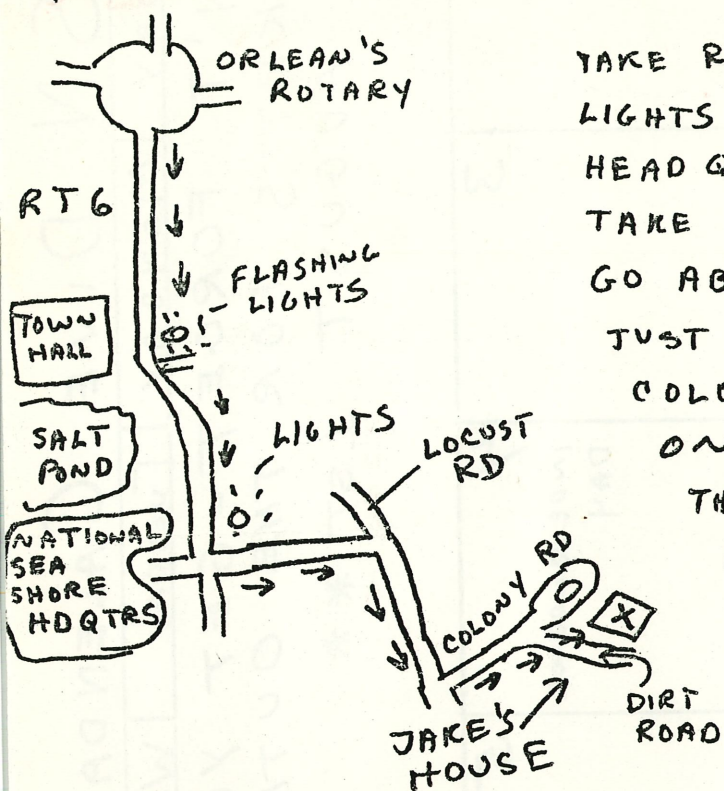 ORLEAN'S
ROTARY
RT6
FLASHING
LIGHTS
TOWN
HALL
SALT
POND
LIGHTS
LOCUST
RD
NATIONAL
SEA
SHORE
HDQTRS
COLONY RD
X
DIRT
ROAD
JAKE'S
HOUSE
TAKE R
LIGHTS
HEAD Q
TAKE
GO AB
JUST
COLO
ON
TH